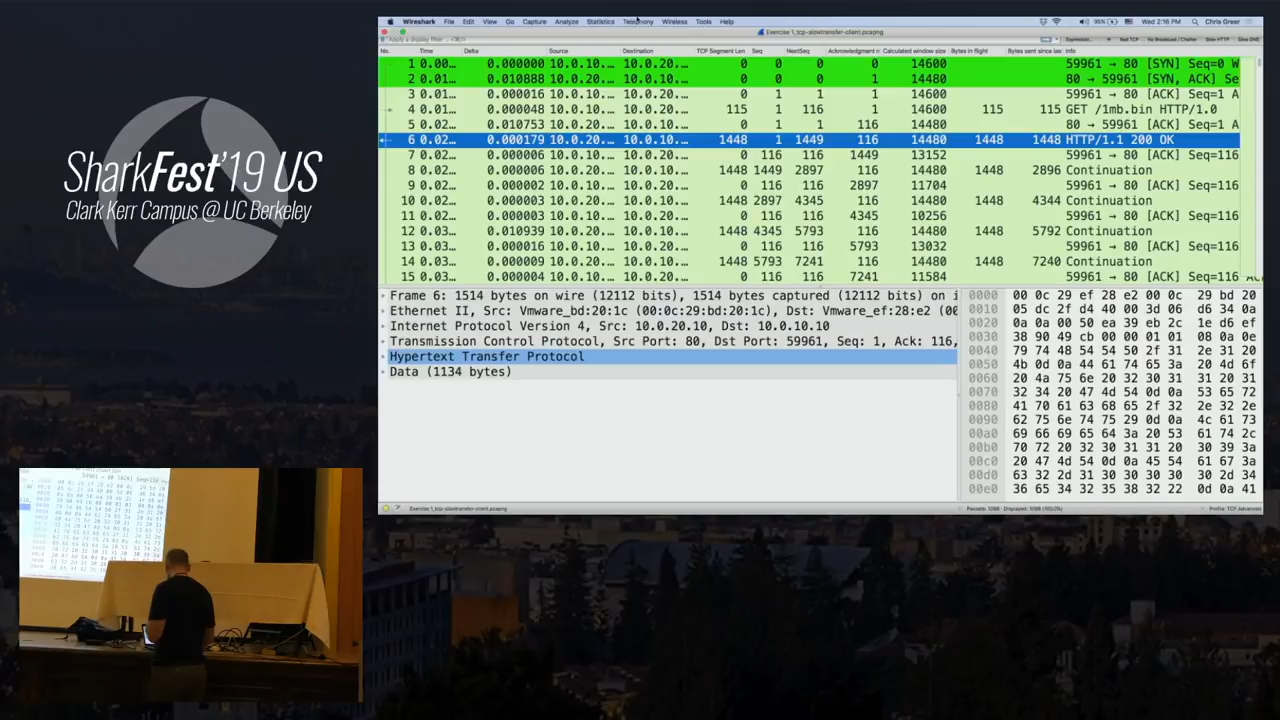 SharkFest'19 US
Clark Kerr Campus @ UC Berkeley
Wireshark File Edit View Go Capture Analyze Statistics Telephony Wireless Tools Help 95% Wed 2:16 PM Chris Greer
Exercise 1_tcp-slowtransfer-client.pcapng
Apply a display filter ... <⌘/> Expression...
No. Time Delta Source Destination TCP Segment Len Seq NextSeq Acknowledgment n Calculated window size Bytes in flight Bytes sent since las Info
1 0.00… 0.000000 10.0.10.… 10.0.20.… 0 0 0 0 14600 59961 → 80 [SYN] Seq=0 W
2 0.01… 0.010888 10.0.20.… 10.0.10.… 0 0 0 1 14480 80 → 59961 [SYN, ACK] Se
3 0.01… 0.000016 10.0.10.… 10.0.20.… 0 1 1 1 14600 59961 → 80 [ACK] Seq=1 A
4 0.01… 0.000048 10.0.10.… 10.0.20.… 115 1 116 1 14600 115 115 GET /1mb.bin HTTP/1.0
5 0.02… 0.010753 10.0.20.… 10.0.10.… 0 1 1 116 14480 80 → 59961 [ACK] Seq=1 A
6 0.02… 0.000179 10.0.20.… 10.0.10.… 1448 1 1449 116 14480 1448 1448 HTTP/1.1 200 OK
7 0.02… 0.000006 10.0.10.… 10.0.20.… 0 116 116 1449 13152 59961 → 80 [ACK] Seq=116
8 0.02… 0.000006 10.0.20.… 10.0.10.… 1448 1449 2897 116 14480 1448 2896 Continuation
9 0.02… 0.000002 10.0.10.… 10.0.20.… 0 116 116 2897 11704 59961 → 80 [ACK] Seq=116
10 0.02… 0.000003 10.0.20.… 10.0.10.… 1448 2897 4345 116 14480 1448 4344 Continuation
11 0.02… 0.000003 10.0.10.… 10.0.20.… 0 116 116 4345 10256 59961 → 80 [ACK] Seq=116
12 0.03… 0.010939 10.0.20.… 10.0.10.… 1448 4345 5793 116 14480 1448 5792 Continuation
13 0.03… 0.000016 10.0.10.… 10.0.20.… 0 116 116 5793 13032 59961 → 80 [ACK] Seq=116
14 0.03… 0.000009 10.0.20.… 10.0.10.… 1448 5793 7241 116 14480 1448 7240 Continuation
15 0.03… 0.000004 10.0.10.… 10.0.20.… 0 116 116 7241 11584 59961 → 80 [ACK] Seq=116
Frame 6: 1514 bytes on wire (12112 bits), 1514 bytes captured (12112 bits) on i
Ethernet II, Src: Vmware_bd:20:1c (00:0c:29:bd:20:1c), Dst: Vmware_ef:28:e2 (00
Internet Protocol Version 4, Src: 10.0.20.10, Dst: 10.0.10.10
Transmission Control Protocol, Src Port: 80, Dst Port: 59961, Seq: 1, Ack: 116,
Hypertext Transfer Protocol
Data (1134 bytes)
0000 00 0c 29 ef 28 e2 00 0c 29 bd 20
0010 05 dc 2f d4 40 00 3d 06 d6 34 0a
0020 0a 0a 00 50 ea 39 eb 2c 1e d6 ef
0030 38 90 49 cb 00 00 01 01 08 0a 0e
0040 79 74 48 54 54 50 2f 31 2e 31 20
0050 4b 0d 0a 44 61 74 65 3a 20 4d 6f
0060 20 4a 75 6e 20 32 30 31 31 20 31
0070 32 34 20 47 4d 54 0d 0a 53 65 72
0080 41 70 61 63 68 65 2f 32 2e 32 2e
0090 62 75 6e 74 75 29 0d 0a 4c 61 73
00a0 69 66 69 65 64 3a 20 53 61 74 2c
00b0 70 72 20 32 30 31 31 20 30 39 3a
00c0 20 47 4d 54 0d 0a 45 54 61 67 3a
00d0 63 32 2d 31 30 30 30 30 30 2d 34
00e0 36 65 34 32 35 38 32 22 0d 0a 41
Exercise 1_tcp-slowtransfer-client.pcapng Packets: 1098 · Displayed: 1098 (100.0%) Profile: TCP Advanced